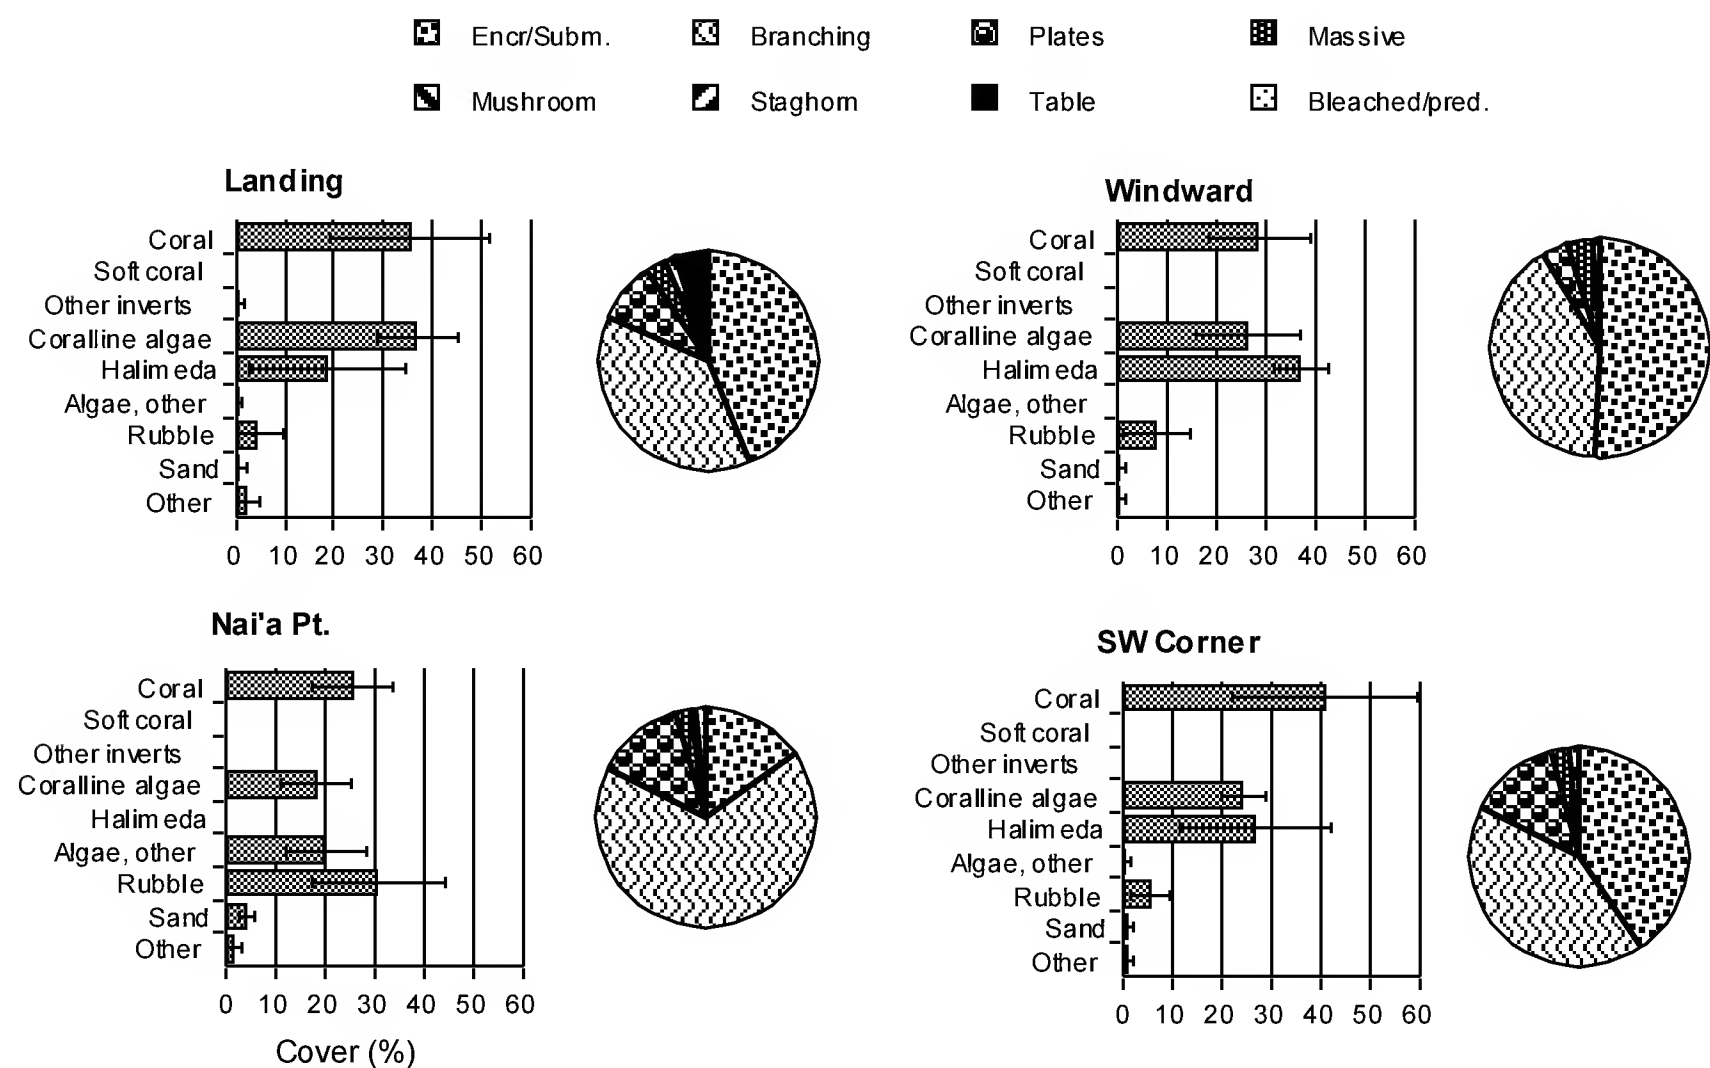 Encr/Subm. Branching Plates Massive
Mushroom Staghorn Table Bleached/pred.
Landing
Coral
Soft coral
Other inverts
Coralline algae
Halimeda
Algae, other
Rubble
Sand
Other
0 10 20 30 40 50 60
Windward
Coral
Soft coral
Other inverts
Coralline algae
Halimeda
Algae, other
Rubble
Sand
Other
0 10 20 30 40 50 60
Nai'a Pt.
Coral
Soft coral
Other inverts
Coralline algae
Halimeda
Algae, other
Rubble
Sand
Other
0 10 20 30 40 50 60
Cover (%)
SW Corner
Coral
Soft coral
Other inverts
Coralline algae
Halimeda
Algae, other
Rubble
Sand
Other
0 10 20 30 40 50 60